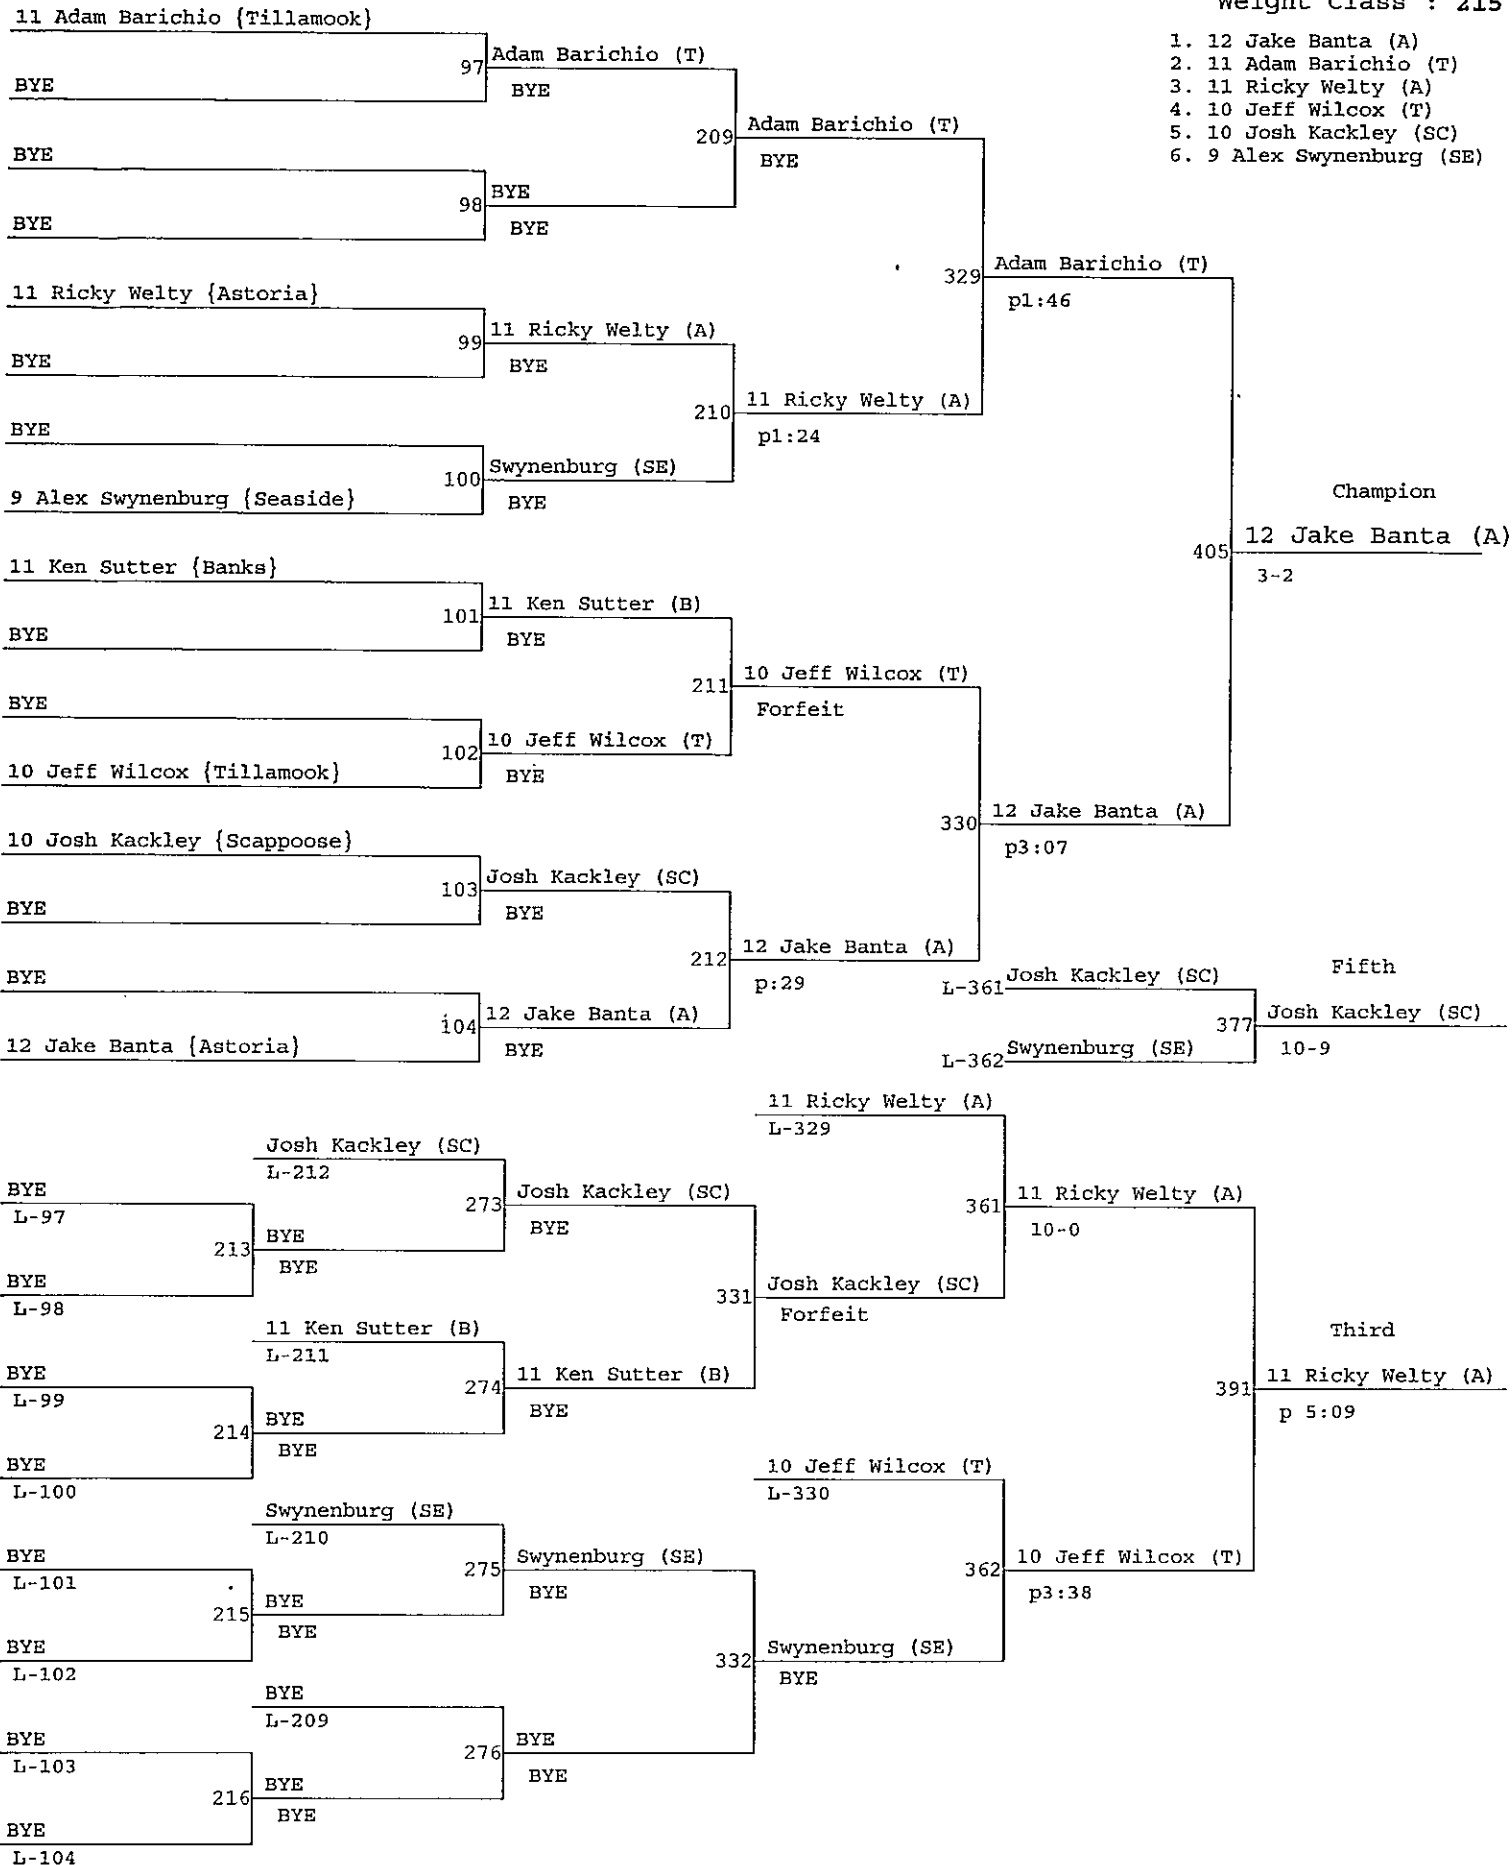 Weight Class : 215
1. 12 Jake Banta (A)
2. 11 Adam Barichio (T)
3. 11 Ricky Welty (A)
4. 10 Jeff Wilcox (T)
5. 10 Josh Kackley (SC)
6. 9 Alex Swynenburg (SE)
11 Adam Barichio {Tillamook}
97
Adam Barichio (T)
BYE
BYE
209
Adam Barichio (T)
BYE
BYE
98
BYE
BYE
BYE
329
Adam Barichio (T)
p1:46
11 Ricky Welty {Astoria}
99
11 Ricky Welty (A)
BYE
BYE
210
11 Ricky Welty (A)
p1:24
BYE
100
Swynenburg (SE)
BYE
9 Alex Swynenburg {Seaside}
Champion
405
12 Jake Banta (A)
3-2
11 Ken Sutter {Banks}
101
11 Ken Sutter (B)
BYE
BYE
211
10 Jeff Wilcox (T)
Forfeit
BYE
102
10 Jeff Wilcox (T)
BYE
10 Jeff Wilcox {Tillamook}
330
12 Jake Banta (A)
p3:07
10 Josh Kackley {Scappoose}
103
Josh Kackley (SC)
BYE
BYE
212
12 Jake Banta (A)
p:29
BYE
104
12 Jake Banta (A)
BYE
12 Jake Banta {Astoria}
Fifth
L-361
Josh Kackley (SC)
377
Josh Kackley (SC)
10-9
L-362
Swynenburg (SE)
11 Ricky Welty (A)
L-329
Josh Kackley (SC)
L-212
BYE
L-97
273
Josh Kackley (SC)
BYE
361
11 Ricky Welty (A)
10-0
213
BYE
BYE
BYE
L-98
331
Josh Kackley (SC)
Forfeit
11 Ken Sutter (B)
L-211
Third
BYE
L-99
274
11 Ken Sutter (B)
BYE
391
11 Ricky Welty (A)
p 5:09
214
BYE
BYE
BYE
L-100
10 Jeff Wilcox (T)
L-330
Swynenburg (SE)
L-210
BYE
L-101
275
Swynenburg (SE)
BYE
362
10 Jeff Wilcox (T)
p3:38
215
BYE
BYE
BYE
L-102
332
Swynenburg (SE)
BYE
BYE
L-209
BYE
L-103
276
BYE
BYE
216
BYE
BYE
BYE
L-104